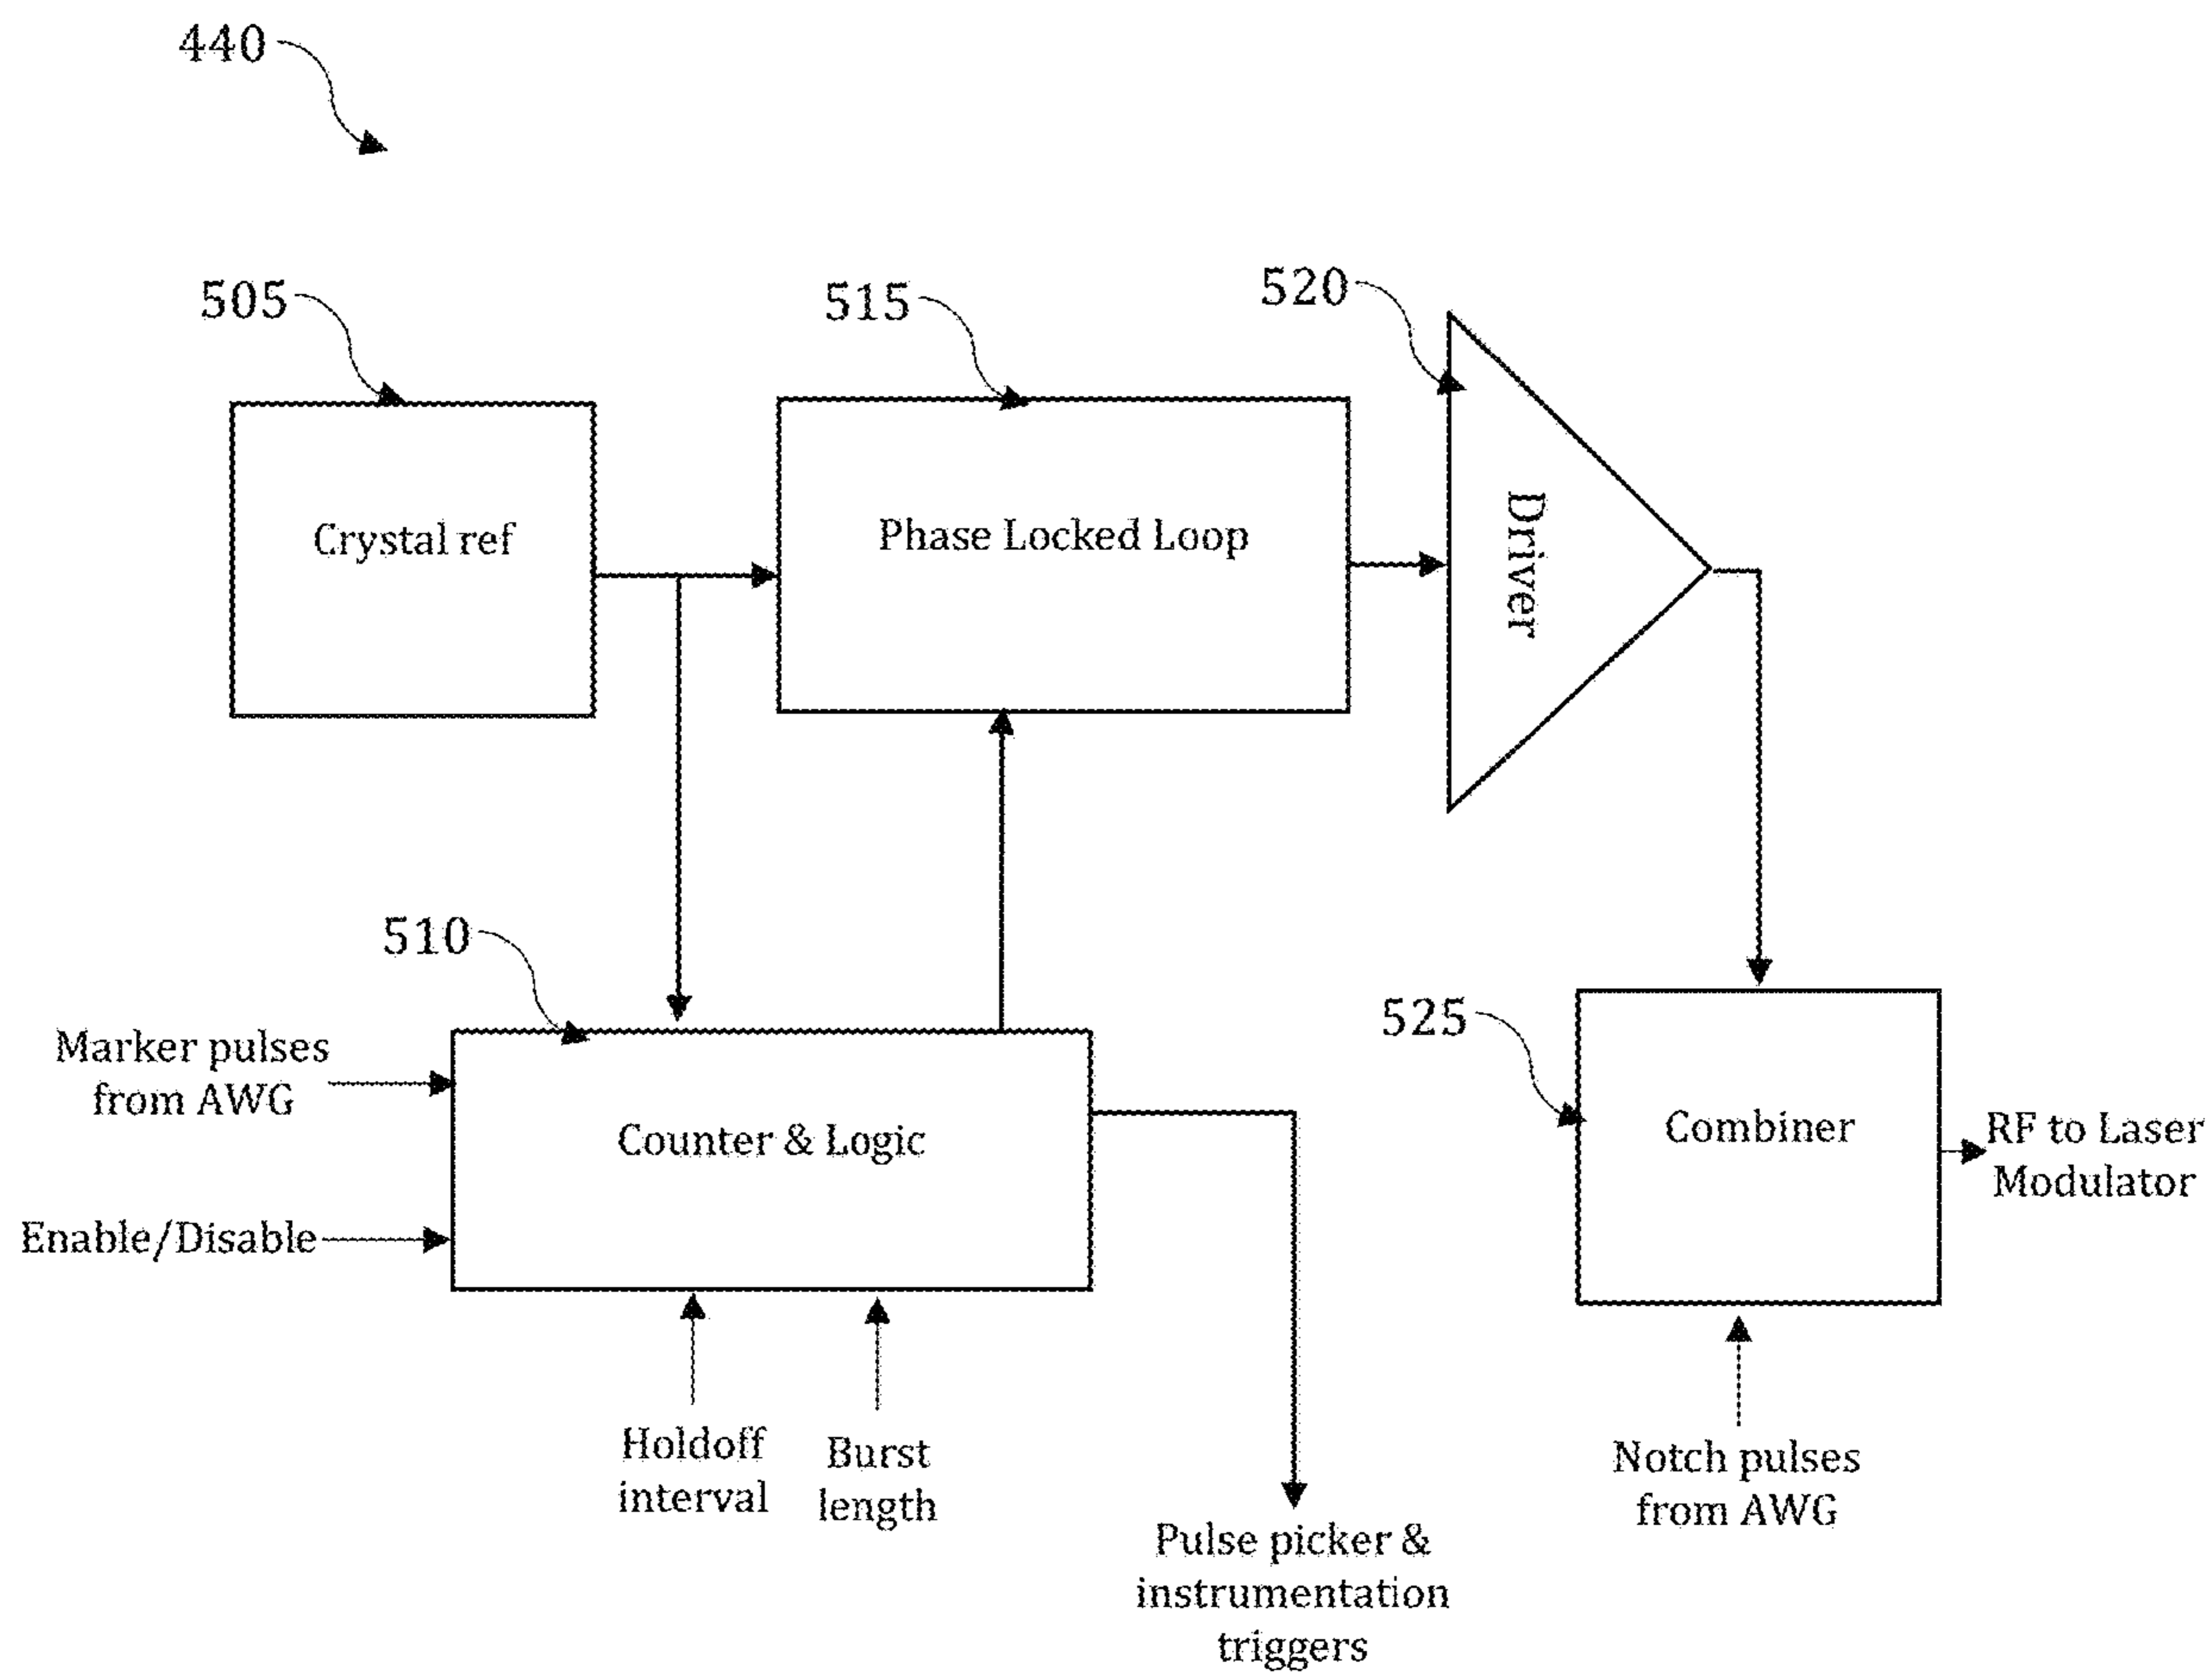 440
505
515
520
Crystal ref
Phase Locked Loop
Driver
510
525
Marker pulses
from AWG
Counter & Logic
Combiner
RF to Laser
Modulator
Enable/Disable
Holdoff
interval
Burst
length
Notch pulses
from AWG
Pulse picker &
instrumentation
triggers